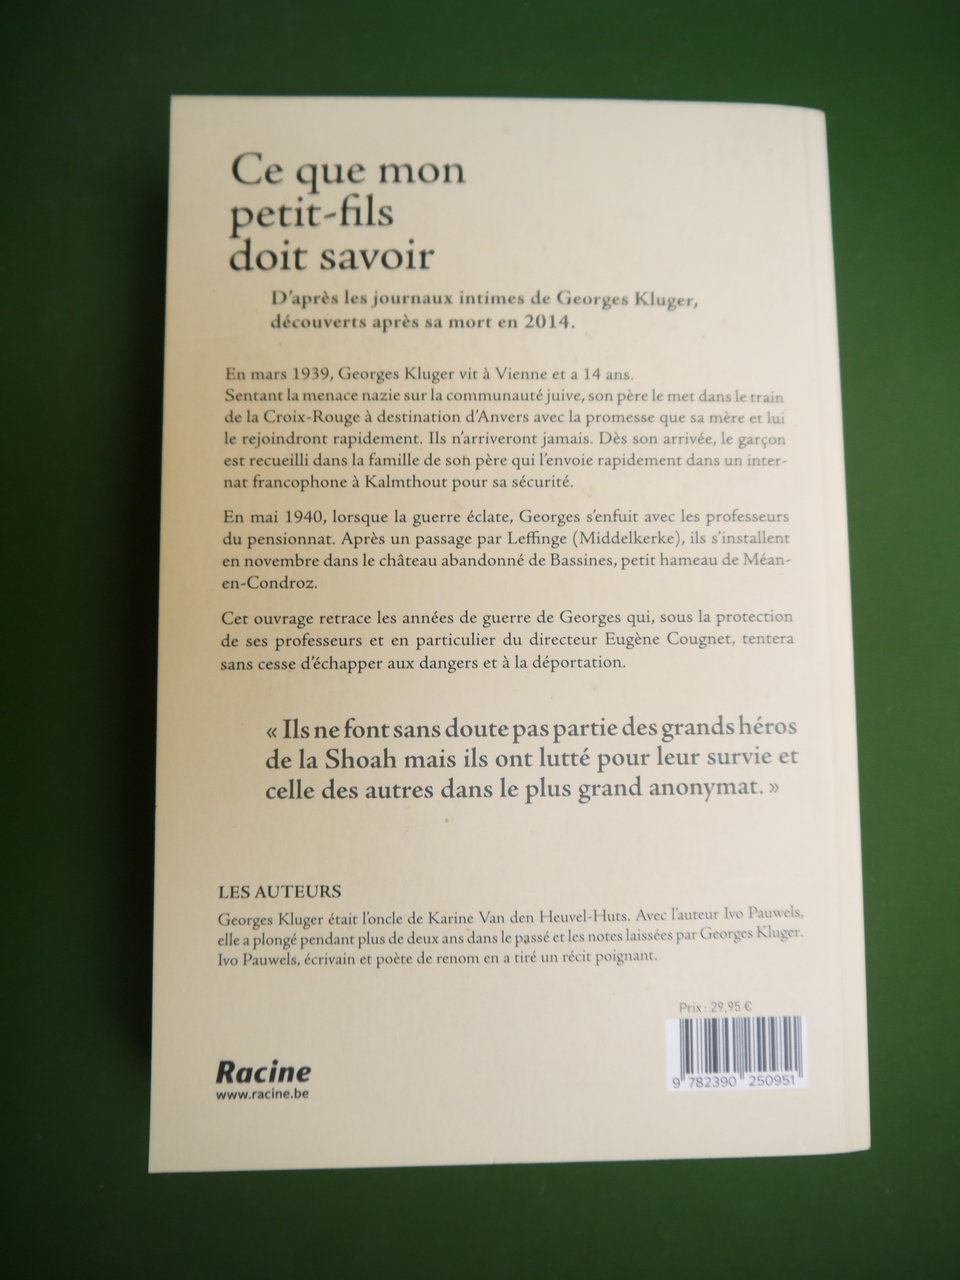 Ce que mon
petit-fils
doit savoir
D'après les journaux intimes de Georges Kluger,
découverts après sa mort en 2014.
En mars 1939, Georges Kluger vit à Vienne et a 14 ans.
Sentant la menace nazie sur la communauté juive, son père le met dans le train
de la Croix-Rouge à destination d'Anvers avec la promesse que sa mère et lui
le rejoindront rapidement. Ils n'arriveront jamais. Dès son arrivée, le garçon
est recueilli dans la famille de son père qui l'envoie rapidement dans un inter-
nat francophone à Kalmthout pour sa sécurité.
En mai 1940, lorsque la guerre éclate, Georges s'enfuit avec les professeurs
du pensionnat. Après un passage par Leffinge (Middelkerke), ils s'installent
en novembre dans le château abandonné de Bassines, petit hameau de Méan-
en-Condroz.
Cet ouvrage retrace les années de guerre de Georges qui, sous la protection
de ses professeurs et en particulier du directeur Eugène Cougnet, tentera
sans cesse d'échapper aux dangers et à la déportation.
« Ils ne font sans doute pas partie des grands héros
de la Shoah mais ils ont lutté pour leur survie et
celle des autres dans le plus grand anonymat. »
LES AUTEURS
Georges Kluger était l'oncle de Karine Van den Heuvel-Huts. Avec l'auteur Ivo Pauwels,
elle a plongé pendant plus de deux ans dans le passé et les notes laissées par Georges Kluger.
Ivo Pauwels, écrivain et poète de renom en a tiré un récit poignant.
Prix : 29,95 €
9 782390 250951
Racine
www.racine.be